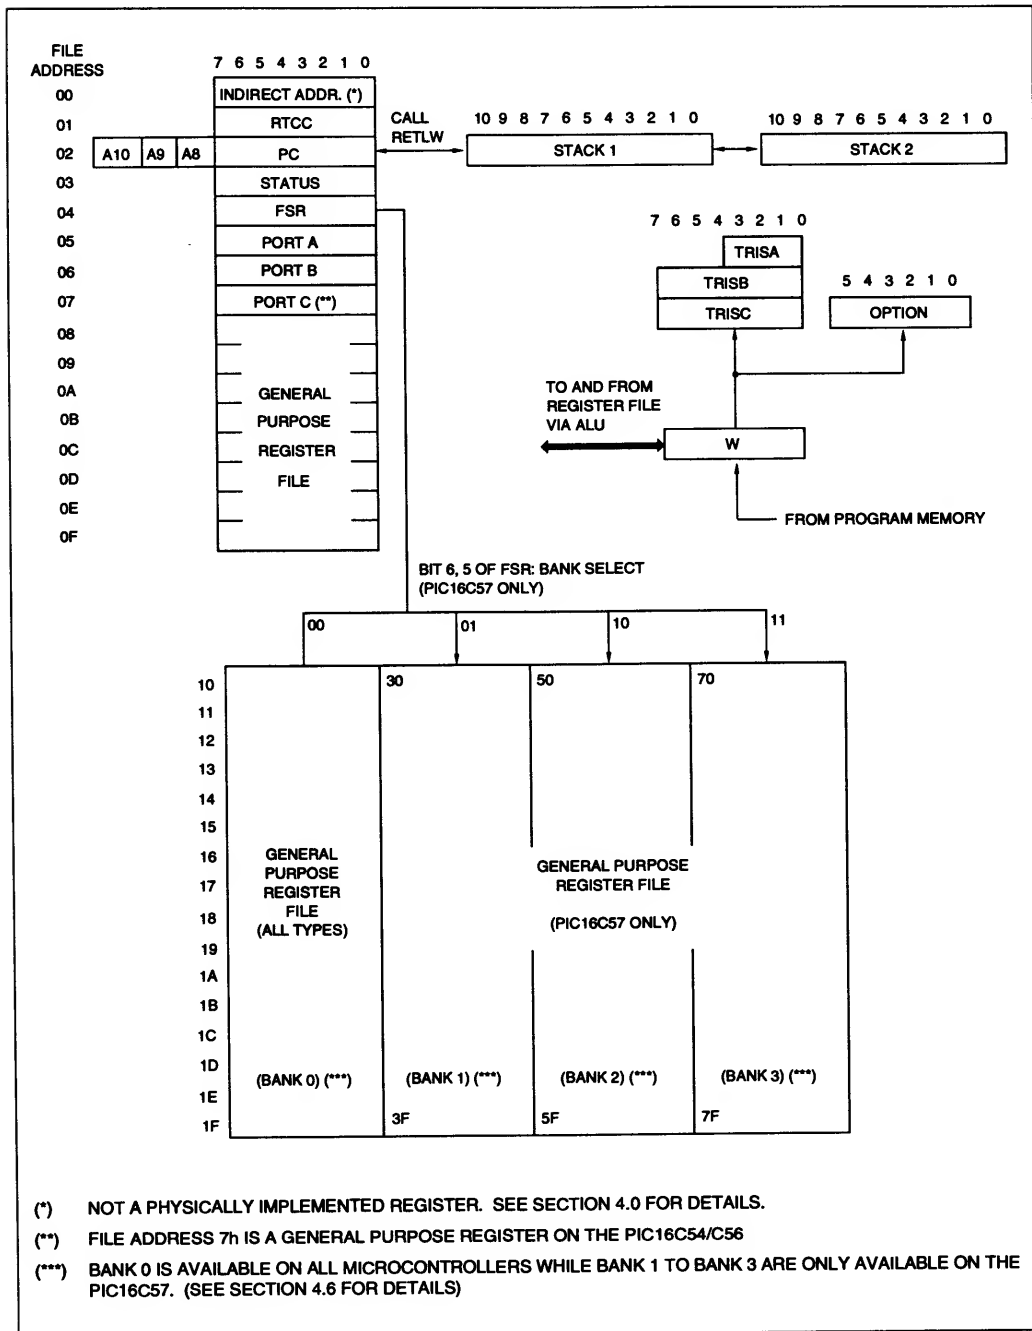 FILE
ADDRESS
7 6 5 4 3 2 1 0
00
INDIRECT ADDR. (*)
01
RTCC
02
A10 A9 A8
PC
CALL
RETLW
10 9 8 7 6 5 4 3 2 1 0
STACK 1
10 9 8 7 6 5 4 3 2 1 0
STACK 2
03
STATUS
04
FSR
05
PORT A
06
PORT B
07
PORT C (**)
08
09
0A
0B
0C
0D
0E
0F
GENERAL
PURPOSE
REGISTER
FILE
7 6 5 4 3 2 1 0
TRISA
TRISB
TRISC
5 4 3 2 1 0
OPTION
TO AND FROM
REGISTER FILE
VIA ALU
W
FROM PROGRAM MEMORY
BIT 6, 5 OF FSR: BANK SELECT
(PIC16C57 ONLY)
00
01
10
11
10
11
12
13
14
15
16
17
18
19
1A
1B
1C
1D
1E
1F
30
50
70
GENERAL
PURPOSE
REGISTER
FILE
(ALL TYPES)
GENERAL PURPOSE
REGISTER FILE
(PIC16C57 ONLY)
(BANK 0) (***)
(BANK 1) (***)
(BANK 2) (***)
(BANK 3) (***)
3F
5F
7F
(*) NOT A PHYSICALLY IMPLEMENTED REGISTER. SEE SECTION 4.0 FOR DETAILS.
(**) FILE ADDRESS 7h IS A GENERAL PURPOSE REGISTER ON THE PIC16C54/C56
(***) BANK 0 IS AVAILABLE ON ALL MICROCONTROLLERS WHILE BANK 1 TO BANK 3 ARE ONLY AVAILABLE ON THE
PIC16C57. (SEE SECTION 4.6 FOR DETAILS)